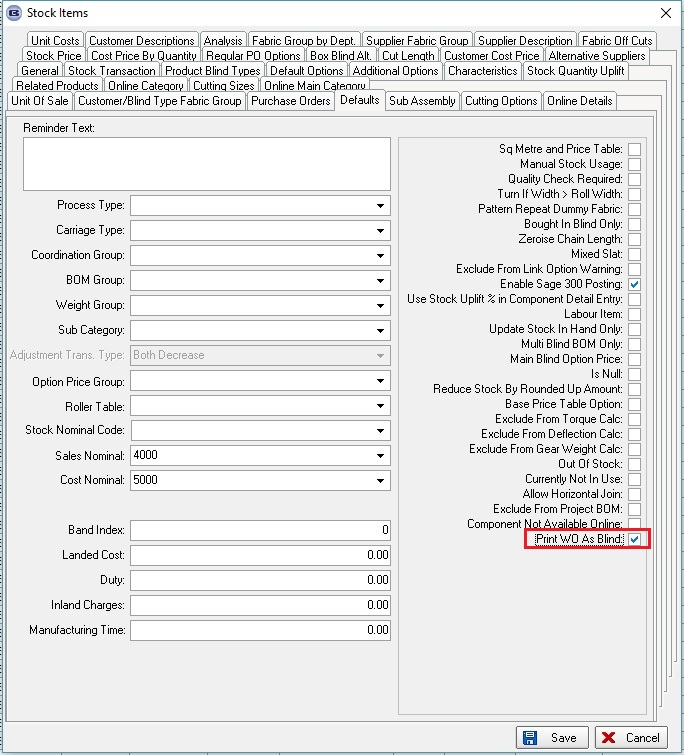 Stock Items
Unit Costs Customer Descriptions Analysis Fabric Group by Dept. Supplier Fabric Group Supplier Description Fabric Off Cuts
Stock Price Cost Price By Quantity Regular PO Options Box Blind Alt. Cut Length Customer Cost Price Alternative Suppliers
General Stock Transaction Product Blind Types Default Options Additional Options Characteristics Stock Quantity Uplift
Related Products Online Category Cutting Sizes Online Main Category
Unit Of Sale Customer/Blind Type Fabric Group Purchase Orders Defaults Sub Assembly Cutting Options Online Details
Reminder Text:
Process Type:
Carriage Type:
Coordination Group:
BOM Group:
Weight Group:
Sub Category:
Adjustment Trans. Type: Both Decrease
Option Price Group:
Roller Table:
Stock Nominal Code:
Sales Nominal: 4000
Cost Nominal: 5000
Band Index: 0
Landed Cost: 0.00
Duty: 0.00
Inland Charges: 0.00
Manufacturing Time: 0.00
Sq Metre and Price Table:
Manual Stock Usage:
Quality Check Required:
Turn If Width > Roll Width:
Pattern Repeat Dummy Fabric:
Bought In Blind Only:
Zeroise Chain Length:
Mixed Slat:
Exclude From Link Option Warning:
Enable Sage 300 Posting:
Use Stock Uplift % in Component Detail Entry:
Labour Item:
Update Stock In Hand Only:
Multi Blind BOM Only:
Main Blind Option Price:
Is Null:
Reduce Stock By Rounded Up Amount:
Base Price Table Option:
Exclude From Torque Calc:
Exclude From Deflection Calc:
Exclude From Gear Weight Calc:
Out Of Stock:
Currently Not In Use:
Allow Horizontal Join:
Exclude From Project BOM:
Component Not Available Online:
Print WO As Blind:
Save Cancel